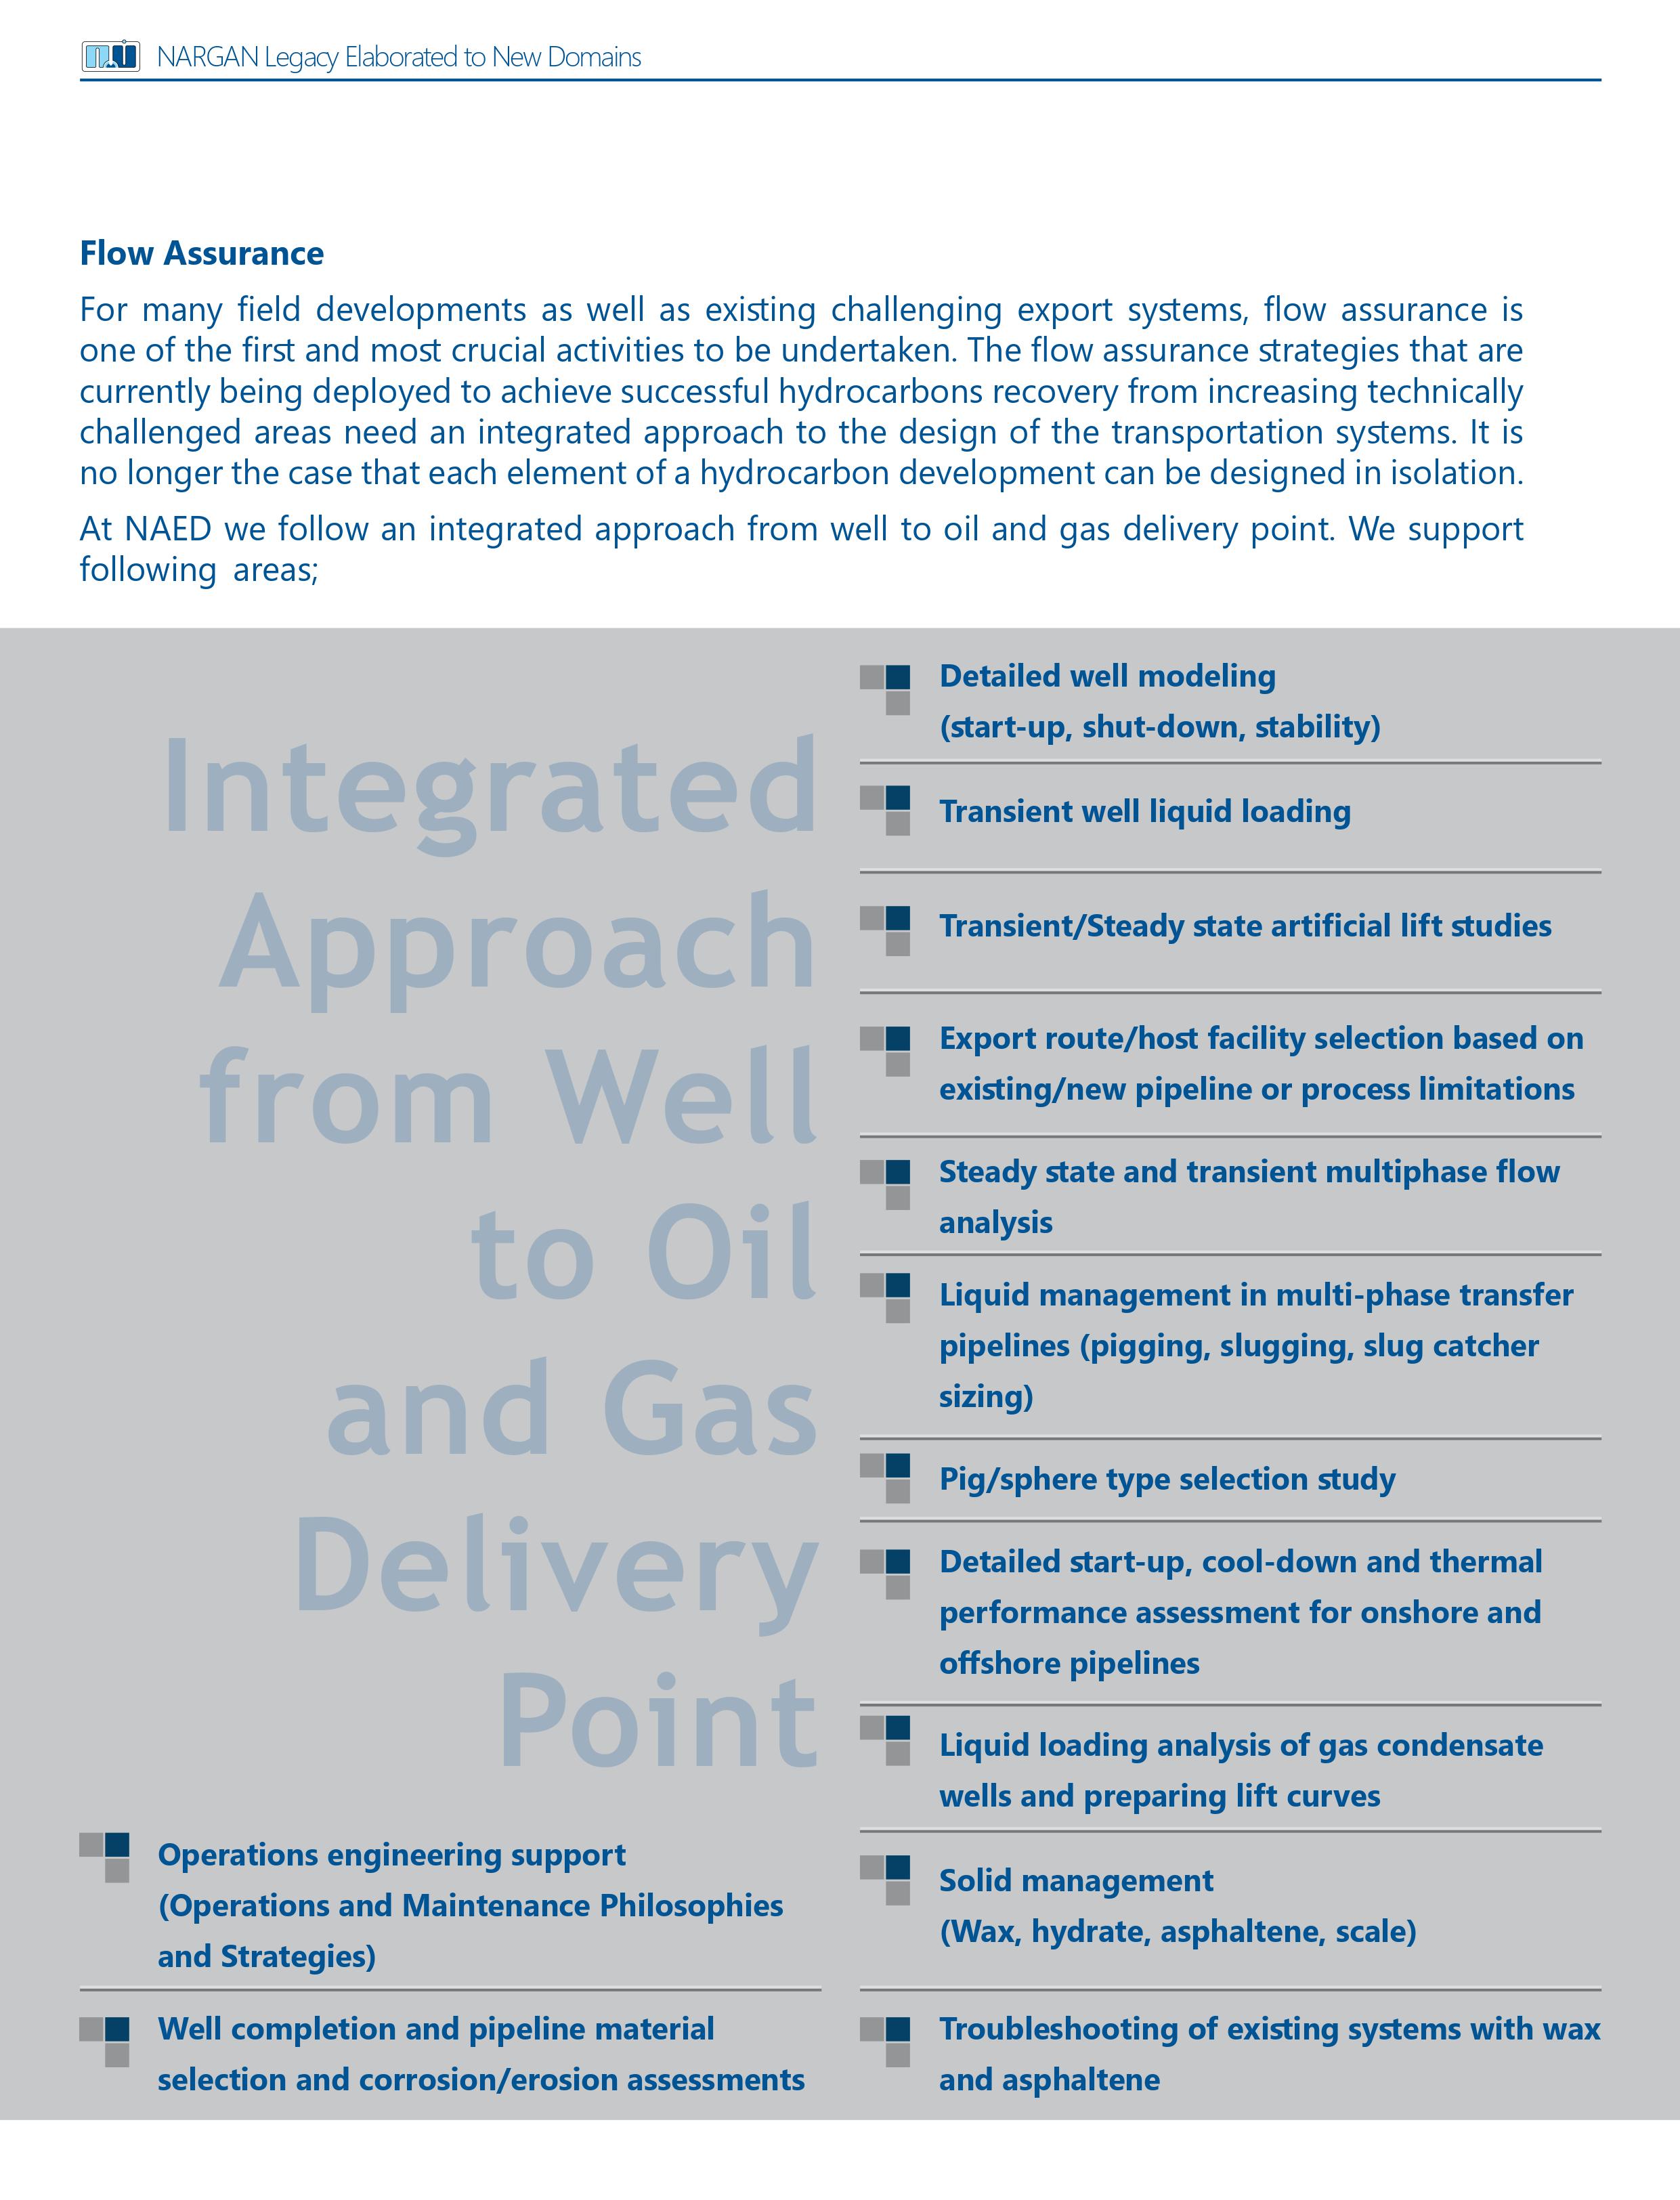 NARGAN Legacy Elaborated to New Domains
Flow Assurance
For many field developments as well as existing challenging export systems, flow assurance is
one of the first and most crucial activities to be undertaken. The flow assurance strategies that are
currently being deployed to achieve successful hydrocarbons recovery from increasing technically
challenged areas need an integrated approach to the design of the transportation systems. It is
no longer the case that each element of a hydrocarbon development can be designed in isolation.
At NAED we follow an integrated approach from well to oil and gas delivery point. We support
following areas;
Integrated
Approach
from Well
to Oil
and Gas
Delivery
Point
Operations engineering support
(Operations and Maintenance Philosophies
and Strategies)
Well completion and pipeline material
selection and corrosion/erosion assessments
Detailed well modeling
(start-up, shut-down, stability)
Transient well liquid loading
Transient/Steady state artificial lift studies
Export route/host facility selection based on
existing/new pipeline or process limitations
Steady state and transient multiphase flow
analysis
Liquid management in multi-phase transfer
pipelines (pigging, slugging, slug catcher
sizing)
Pig/sphere type selection study
Detailed start-up, cool-down and thermal
performance assessment for onshore and
offshore pipelines
Liquid loading analysis of gas condensate
wells and preparing lift curves
Solid management
(Wax, hydrate, asphaltene, scale)
Troubleshooting of existing systems with wax
and asphaltene